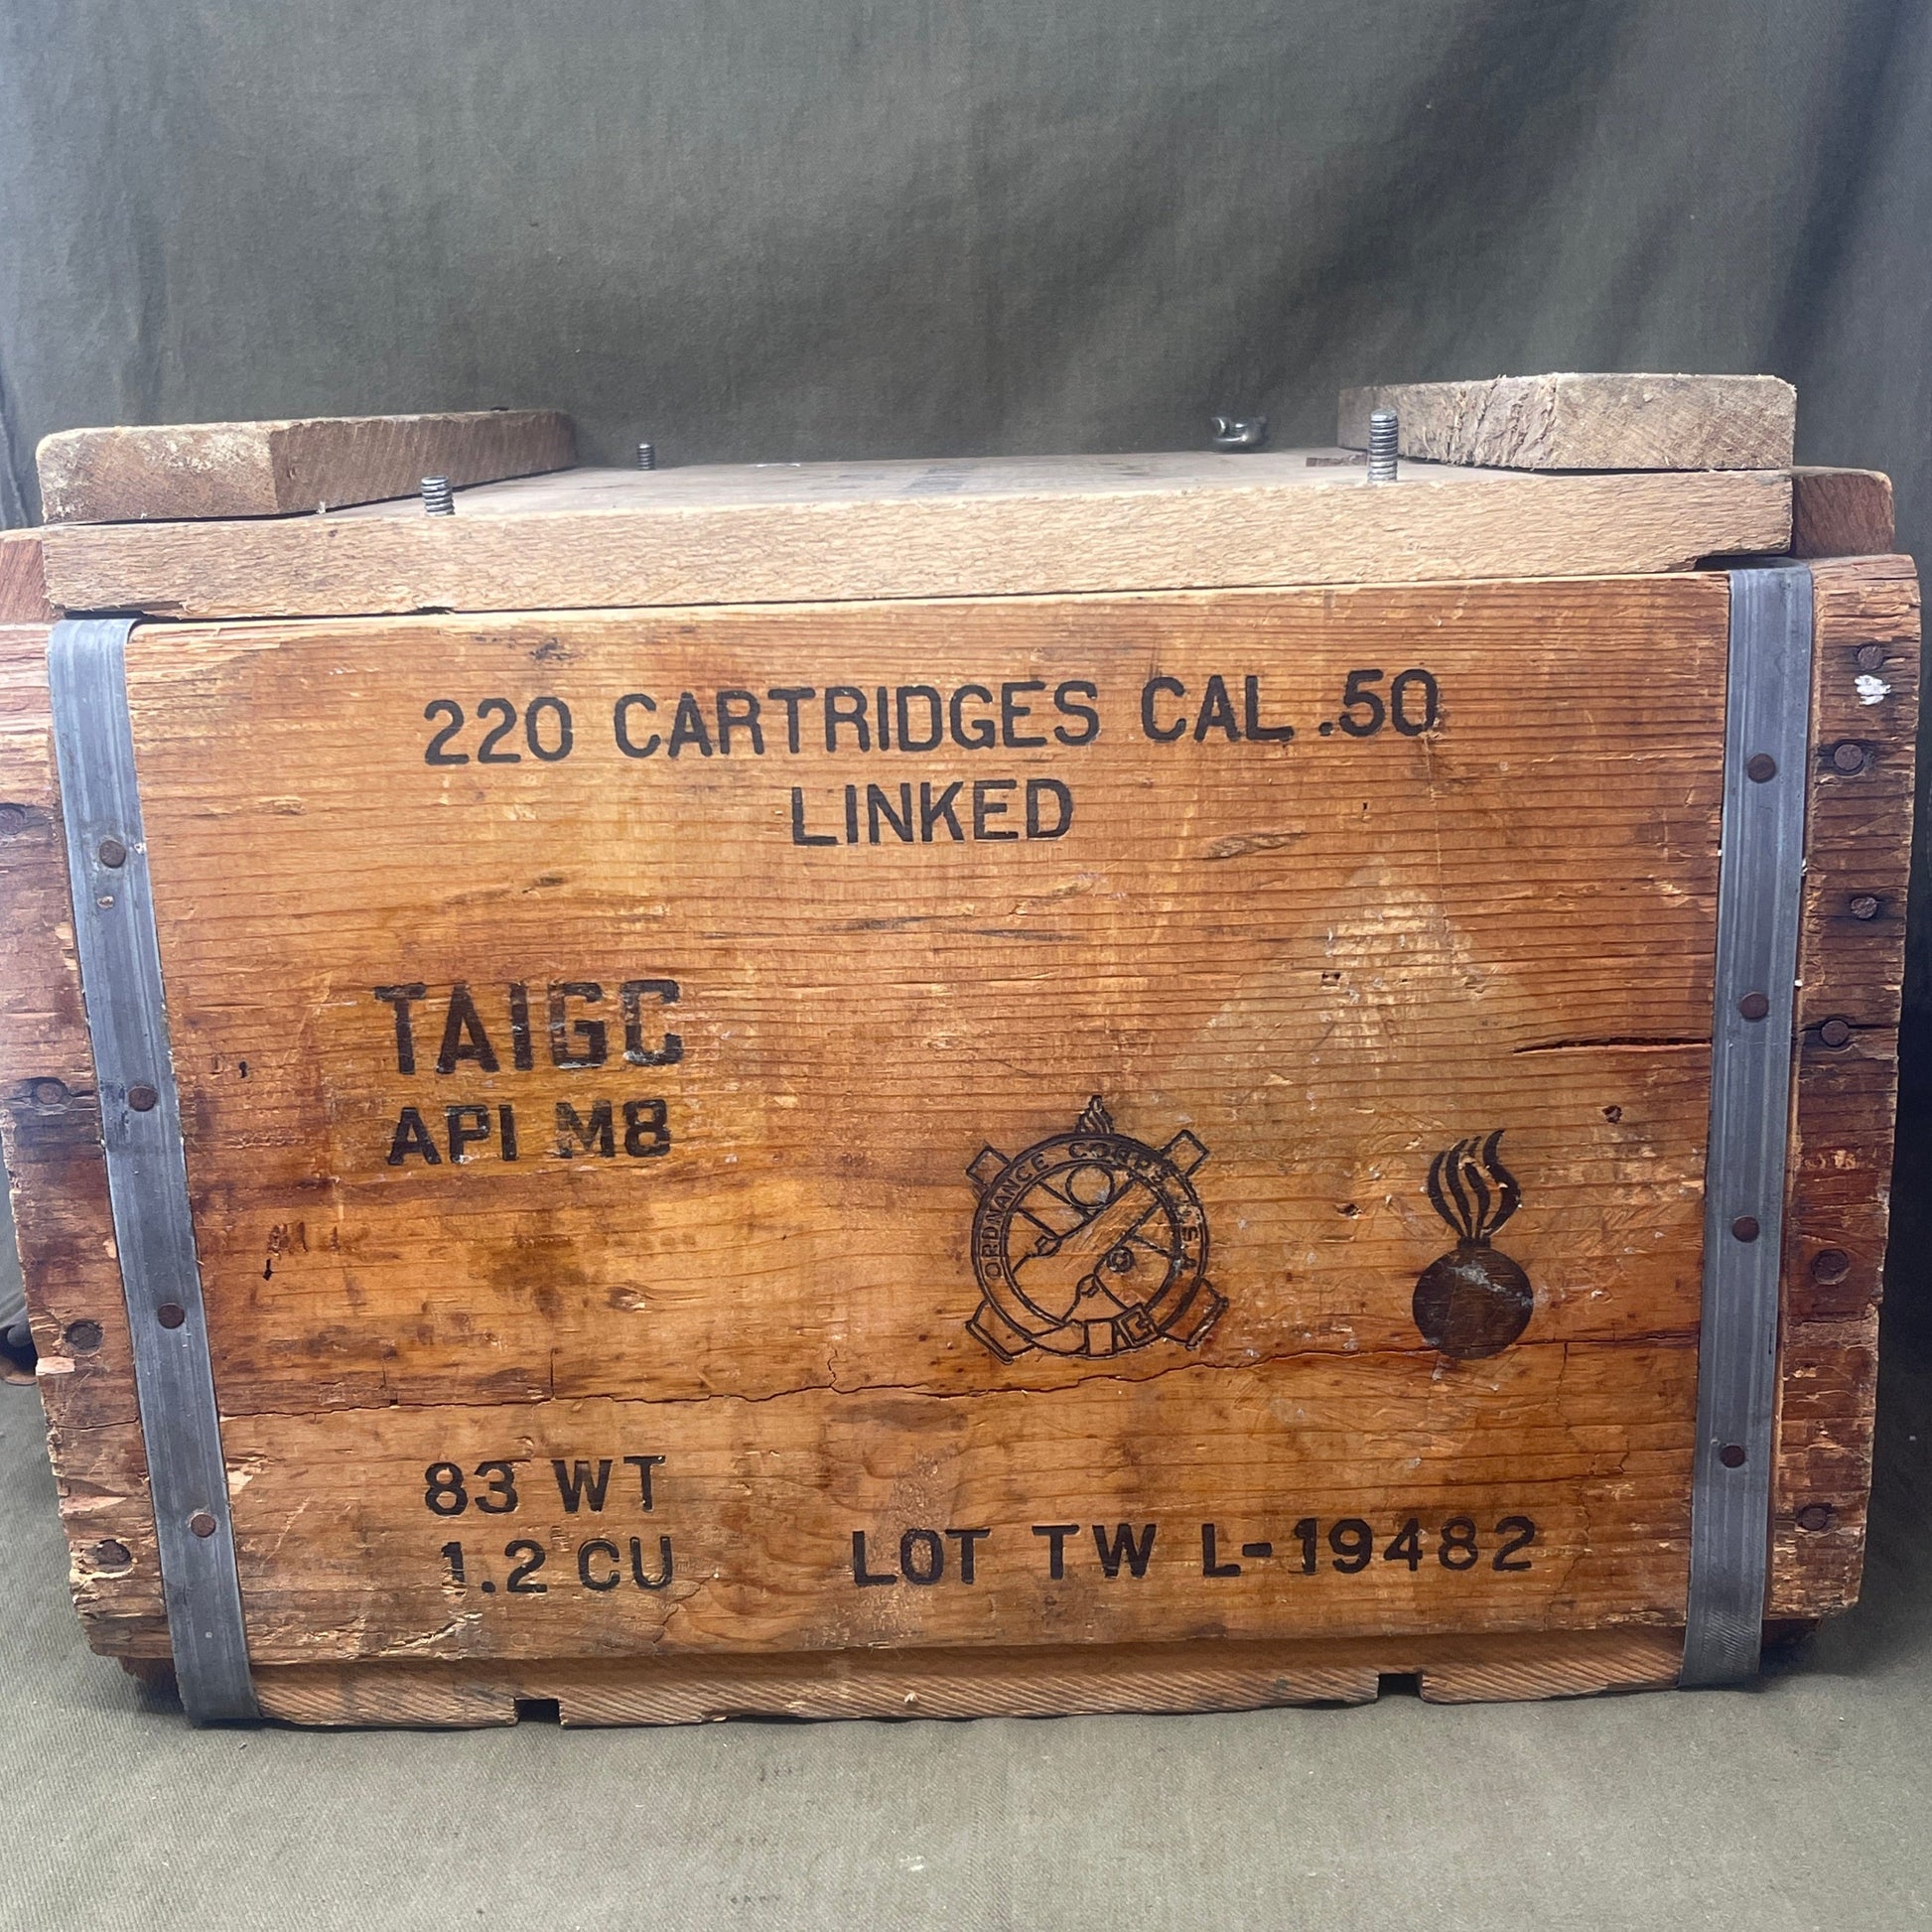 220 CARTRIDGES CAL .50
LINKED
TAIGC
API M8
ORDNANCE CORPS U.S.A.
83 WT
1.2 CU
LOT TW L-19482